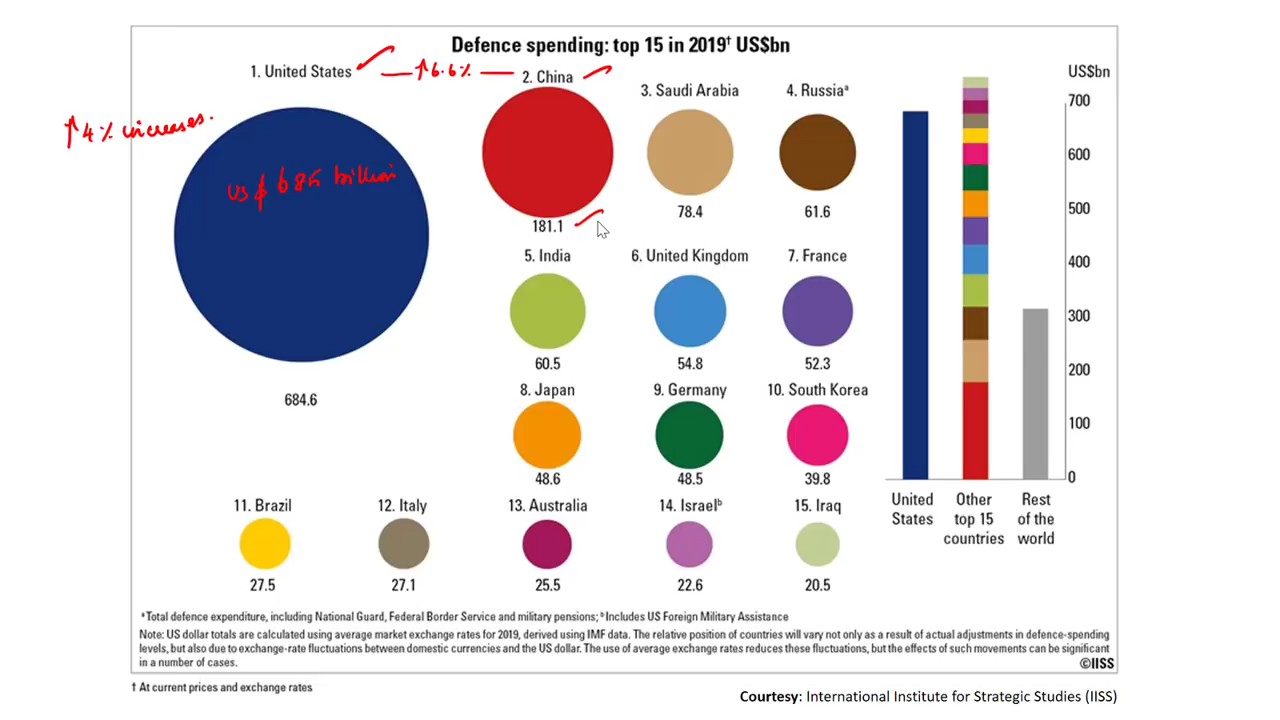 Defence spending: top 15 in 2019† US$bn
1. United States
↑6.6%
2. China
3. Saudi Arabia
4. Russiaᵃ
US$bn
↑4% increases.
US $ 685 billion
181.1
78.4
61.6
5. India
6. United Kingdom
7. France
60.5
54.8
52.3
684.6
8. Japan
9. Germany
10. South Korea
48.6
48.5
39.8
11. Brazil
12. Italy
13. Australia
14. Israelᵇ
15. Iraq
27.5
27.1
25.5
22.6
20.5
700
600
500
400
300
200
100
0
United
States
Other
top 15
countries
Rest
of the
world
ᵃTotal defence expenditure, including National Guard, Federal Border Service and military pensions; ᵇIncludes US Foreign Military Assistance
Note: US dollar totals are calculated using average market exchange rates for 2019, derived using IMF data. The relative position of countries will vary not only as a result of actual adjustments in defence-spending
levels, but also due to exchange-rate fluctuations between domestic currencies and the US dollar. The use of average exchange rates reduces these fluctuations, but the effects of such movements can be significant
in a number of cases.
©IISS
† At current prices and exchange rates
Courtesy: International Institute for Strategic Studies (IISS)